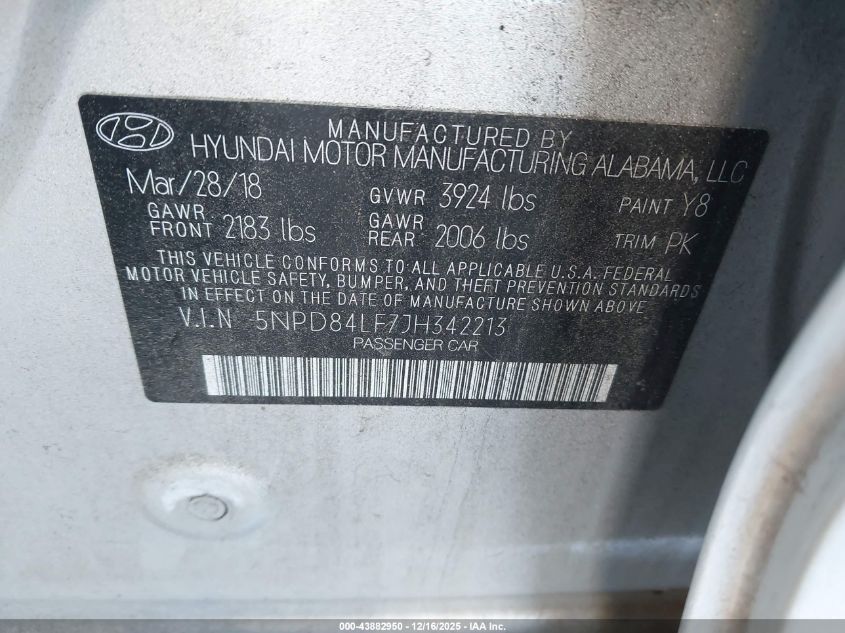 MANUFACTURED BY
HYUNDAI MOTOR MANUFACTURING ALABAMA, LLC
Mar/28/18 GVWR 3924 lbs PAINT Y8
GAWR FRONT 2183 lbs GAWR REAR 2006 lbs TRIM PK
THIS VEHICLE CONFORMS TO ALL APPLICABLE U.S.A. FEDERAL
MOTOR VEHICLE SAFETY, BUMPER, AND THEFT PREVENTION STANDARDS
IN EFFECT ON THE DATE OF MANUFACTURE SHOWN ABOVE
V.I.N 5NPD84LF7JH342213
PASSENGER CAR
000-43882950 - 12/16/2025 - IAA Inc.